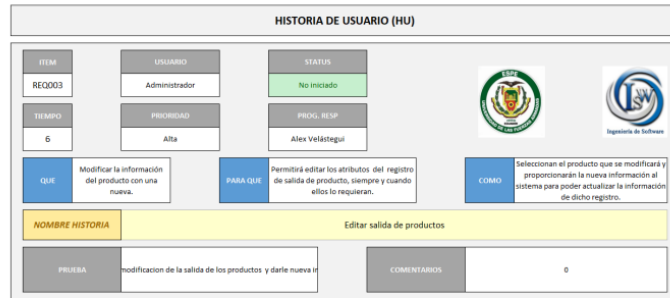 HISTORIA DE USUARIO (HU)
ITEM USUARIO STATUS
REQ003 Administrador No iniciado
TIEMPO PRIORIDAD PROG. RESP
6 Alta Alex Velástegui
ESPE
Ingeniería de Software
QUE
Modificar la información
del producto con una
nueva.
PARA QUE
Permitirá editar los atributos del registro
de salida de producto, siempre y cuando
ellos lo requieran.
COMO
Seleccionan el producto que se modificará y
proporcionarán la nueva información al
sistema para poder actualizar la información
de dicho registro.
NOMBRE HISTORIA Editar salida de productos
PRUEBA modificacion de la salida de los productos y darle nueva in
COMENTARIOS 0